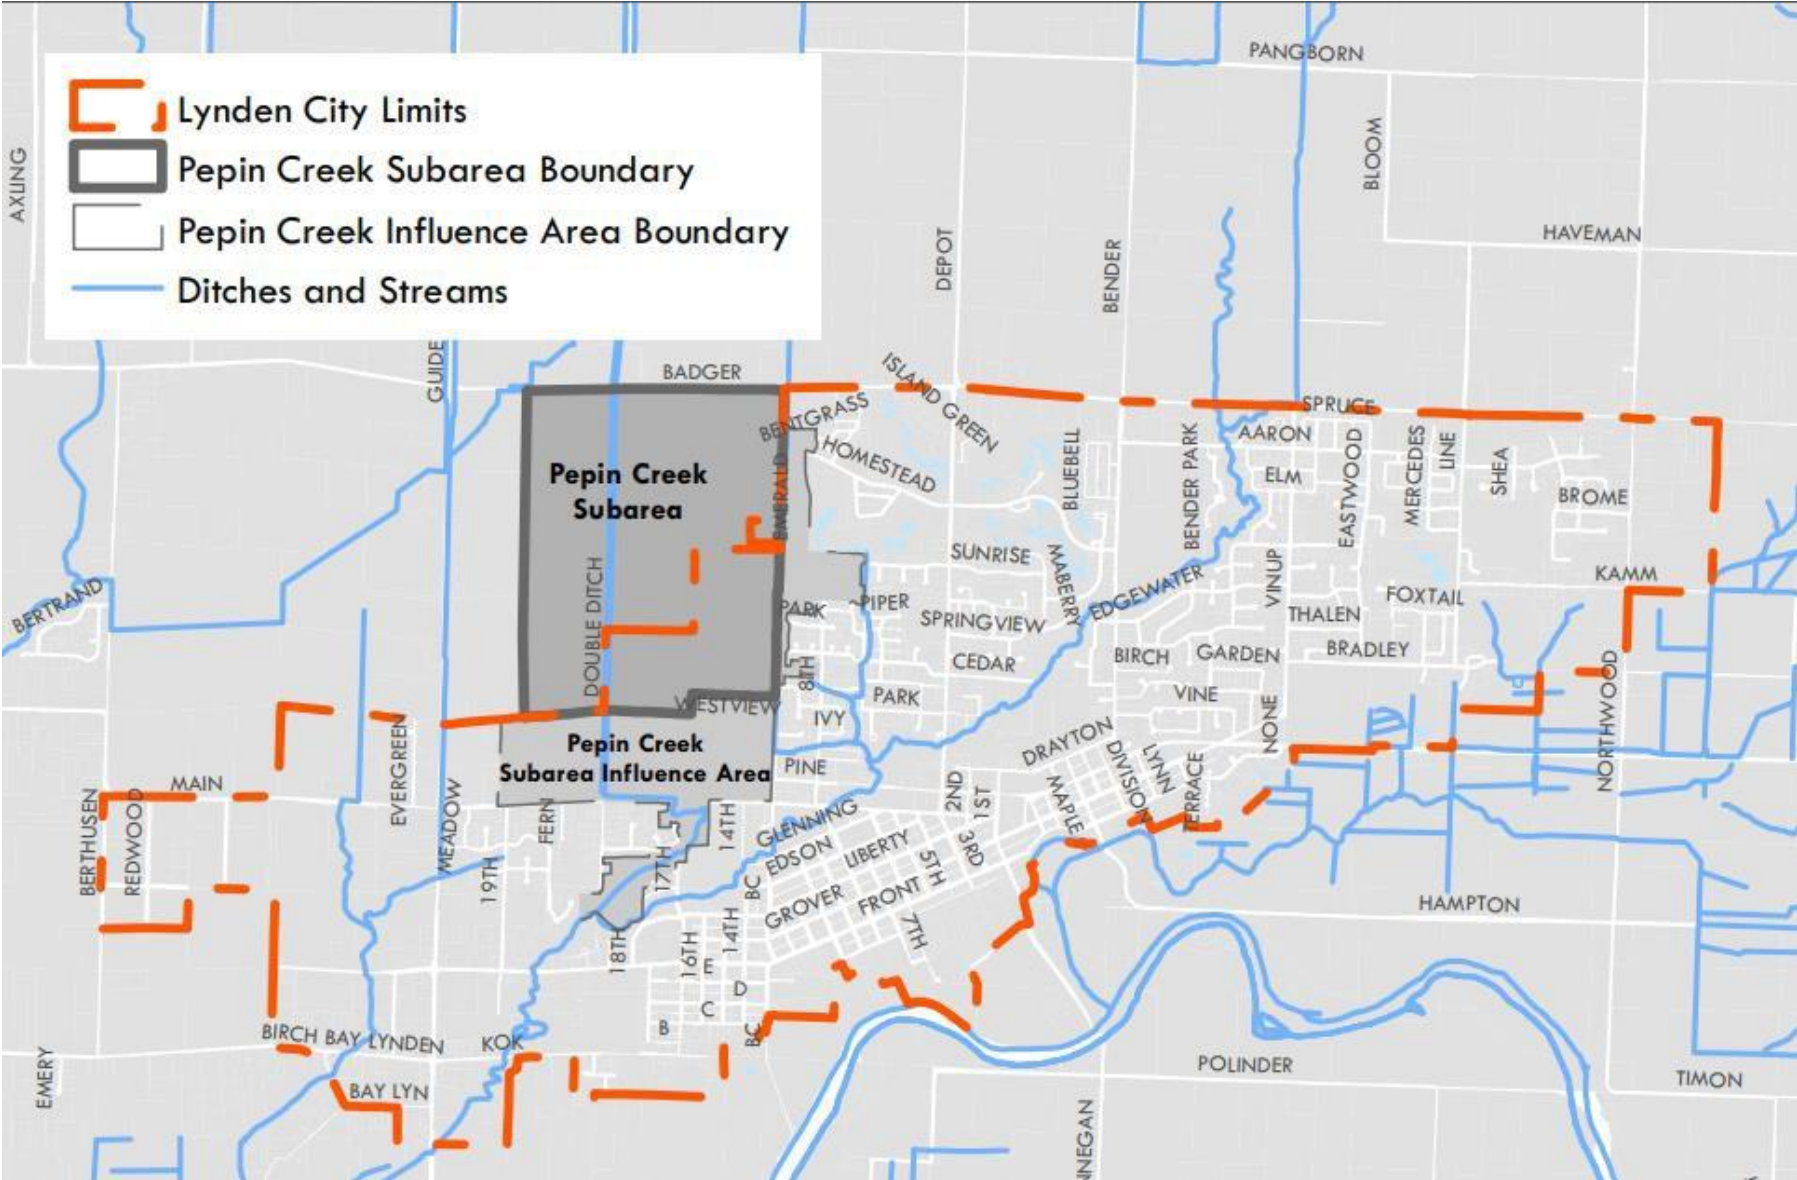 Lynden City Limits
Pepin Creek Subarea Boundary
Pepin Creek Influence Area Boundary
Ditches and Streams
PANGBORN
BLOOM
AXLING
HAVEMAN
DEPOT
BENDER
GUIDE
BADGER
ISLAND GREEN
BENTGRASS
SPRUCE
AARON
HOMESTEAD
BLUEBELL
BENDER PARK
EASTWOOD
MERCEDES
LINE
SHEA
ELM
BROME
EMERALD
Pepin Creek
Subarea
SUNRISE
MABERRY
EDGEWATER
VINUP
KAMM
BERTRAND
DOUBLE DITCH
PARK
PIPER
SPRINGVIEW
THALEN
FOXTAIL
CEDAR
BIRCH
GARDEN
BRADLEY
8TH
PARK
VINE
NORTHWOOD
WESTVIEW
IVY
NONE
EVERGREEN
Pepin Creek
Subarea Influence Area
PINE
DRAYTON
DIVISION
LYNN
TERRACE
MAIN
BERTHUSEN
REDWOOD
MEADOW
FERN
14TH
GLENNING
2ND
1ST
MAPLE
EDSON
LIBERTY
3RD
5TH
19TH
17TH
BC
GROVER
FRONT
7TH
HAMPTON
18TH
16TH
14TH
E
D
C
B
BC
BIRCH BAY LYNDEN
KOK
EMERY
BAY LYN
POLINDER
TIMON
NNEGAN